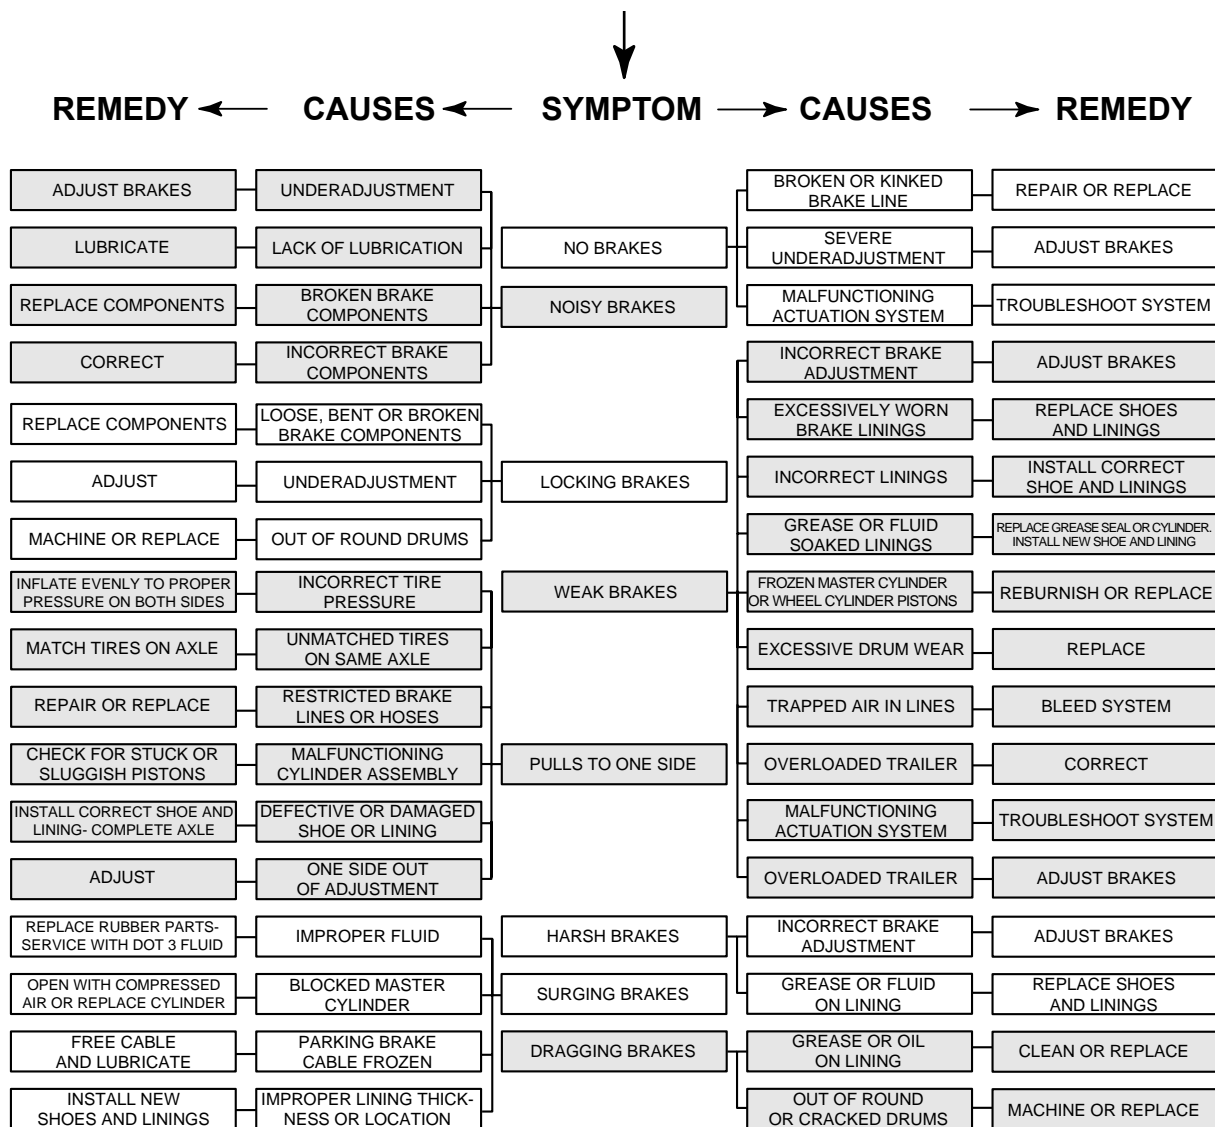 REMEDY CAUSES SYMPTOM CAUSES REMEDY
ADJUST BRAKES
UNDERADJUSTMENT
LUBRICATE
LACK OF LUBRICATION
REPLACE COMPONENTS
BROKEN BRAKE
COMPONENTS
CORRECT
INCORRECT BRAKE
COMPONENTS
REPLACE COMPONENTS
LOOSE, BENT OR BROKEN
BRAKE COMPONENTS
ADJUST
UNDERADJUSTMENT
MACHINE OR REPLACE
OUT OF ROUND DRUMS
INFLATE EVENLY TO PROPER
PRESSURE ON BOTH SIDES
INCORRECT TIRE
PRESSURE
MATCH TIRES ON AXLE
UNMATCHED TIRES
ON SAME AXLE
REPAIR OR REPLACE
RESTRICTED BRAKE
LINES OR HOSES
CHECK FOR STUCK OR
SLUGGISH PISTONS
MALFUNCTIONING
CYLINDER ASSEMBLY
INSTALL CORRECT SHOE AND
LINING- COMPLETE AXLE
DEFECTIVE OR DAMAGED
SHOE OR LINING
ADJUST
ONE SIDE OUT
OF ADJUSTMENT
REPLACE RUBBER PARTS-
SERVICE WITH DOT 3 FLUID
IMPROPER FLUID
OPEN WITH COMPRESSED
AIR OR REPLACE CYLINDER
BLOCKED MASTER
CYLINDER
FREE CABLE
AND LUBRICATE
PARKING BRAKE
CABLE FROZEN
INSTALL NEW
SHOES AND LININGS
IMPROPER LINING THICK-
NESS OR LOCATION
NO BRAKES
NOISY BRAKES
LOCKING BRAKES
WEAK BRAKES
PULLS TO ONE SIDE
HARSH BRAKES
SURGING BRAKES
DRAGGING BRAKES
BROKEN OR KINKED
BRAKE LINE
REPAIR OR REPLACE
SEVERE
UNDERADJUSTMENT
ADJUST BRAKES
MALFUNCTIONING
ACTUATION SYSTEM
TROUBLESHOOT SYSTEM
INCORRECT BRAKE
ADJUSTMENT
ADJUST BRAKES
EXCESSIVELY WORN
BRAKE LININGS
REPLACE SHOES
AND LININGS
INCORRECT LININGS
INSTALL CORRECT
SHOE AND LININGS
GREASE OR FLUID
SOAKED LININGS
REPLACE GREASE SEAL OR CYLINDER.
INSTALL NEW SHOE AND LINING
FROZEN MASTER CYLINDER
OR WHEEL CYLINDER PISTONS
REBURNISH OR REPLACE
EXCESSIVE DRUM WEAR
REPLACE
TRAPPED AIR IN LINES
BLEED SYSTEM
OVERLOADED TRAILER
CORRECT
MALFUNCTIONING
ACTUATION SYSTEM
TROUBLESHOOT SYSTEM
OVERLOADED TRAILER
ADJUST BRAKES
INCORRECT BRAKE
ADJUSTMENT
ADJUST BRAKES
GREASE OR FLUID
ON LINING
REPLACE SHOES
AND LININGS
GREASE OR OIL
ON LINING
CLEAN OR REPLACE
OUT OF ROUND
OR CRACKED DRUMS
MACHINE OR REPLACE